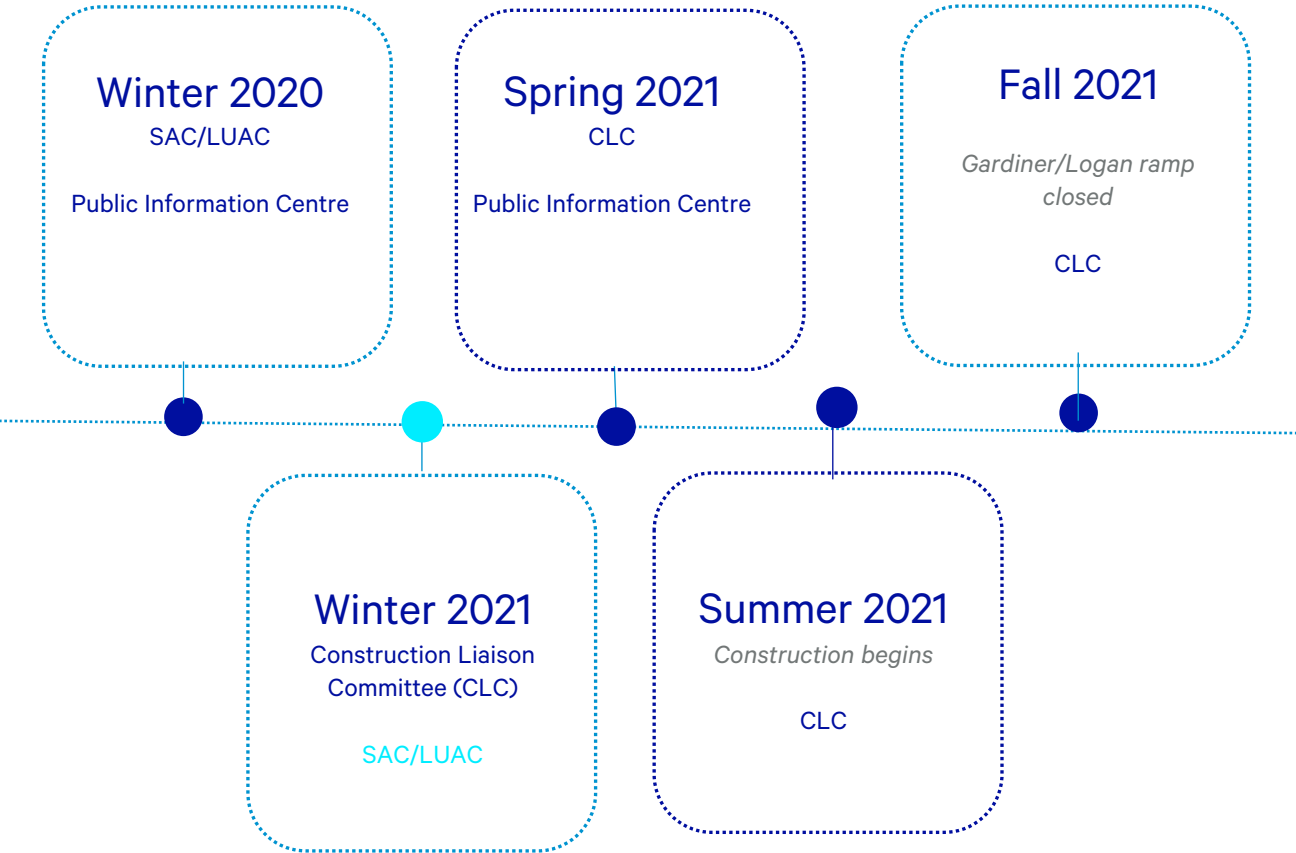 Winter 2020
SAC/LUAC
Public Information Centre
Winter 2021
Construction Liaison
Committee (CLC)
SAC/LUAC
Spring 2021
CLC
Public Information Centre
Summer 2021
Construction begins
CLC
Fall 2021
Gardiner/Logan ramp
closed
CLC